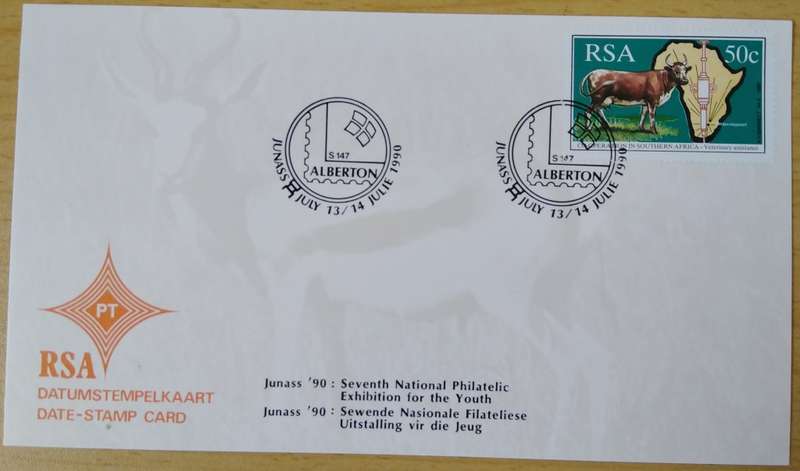 RSA 50c
CO-OPERATION IN SOUTHERN AFRICA - Veterinary assistance
S 147
ALBERTON
JUNASS JULY 13/14 JULIE 1990
S 147
ALBERTON
JUNASS JULY 13/14 JULIE 1990
PT
RSA
DATUMSTEMPELKAART
DATE-STAMP CARD
Junass '90 : Seventh National Philatelic
Exhibition for the Youth
Junass '90 : Sewende Nasionale Filateliese
Uitstalling vir die Jeug